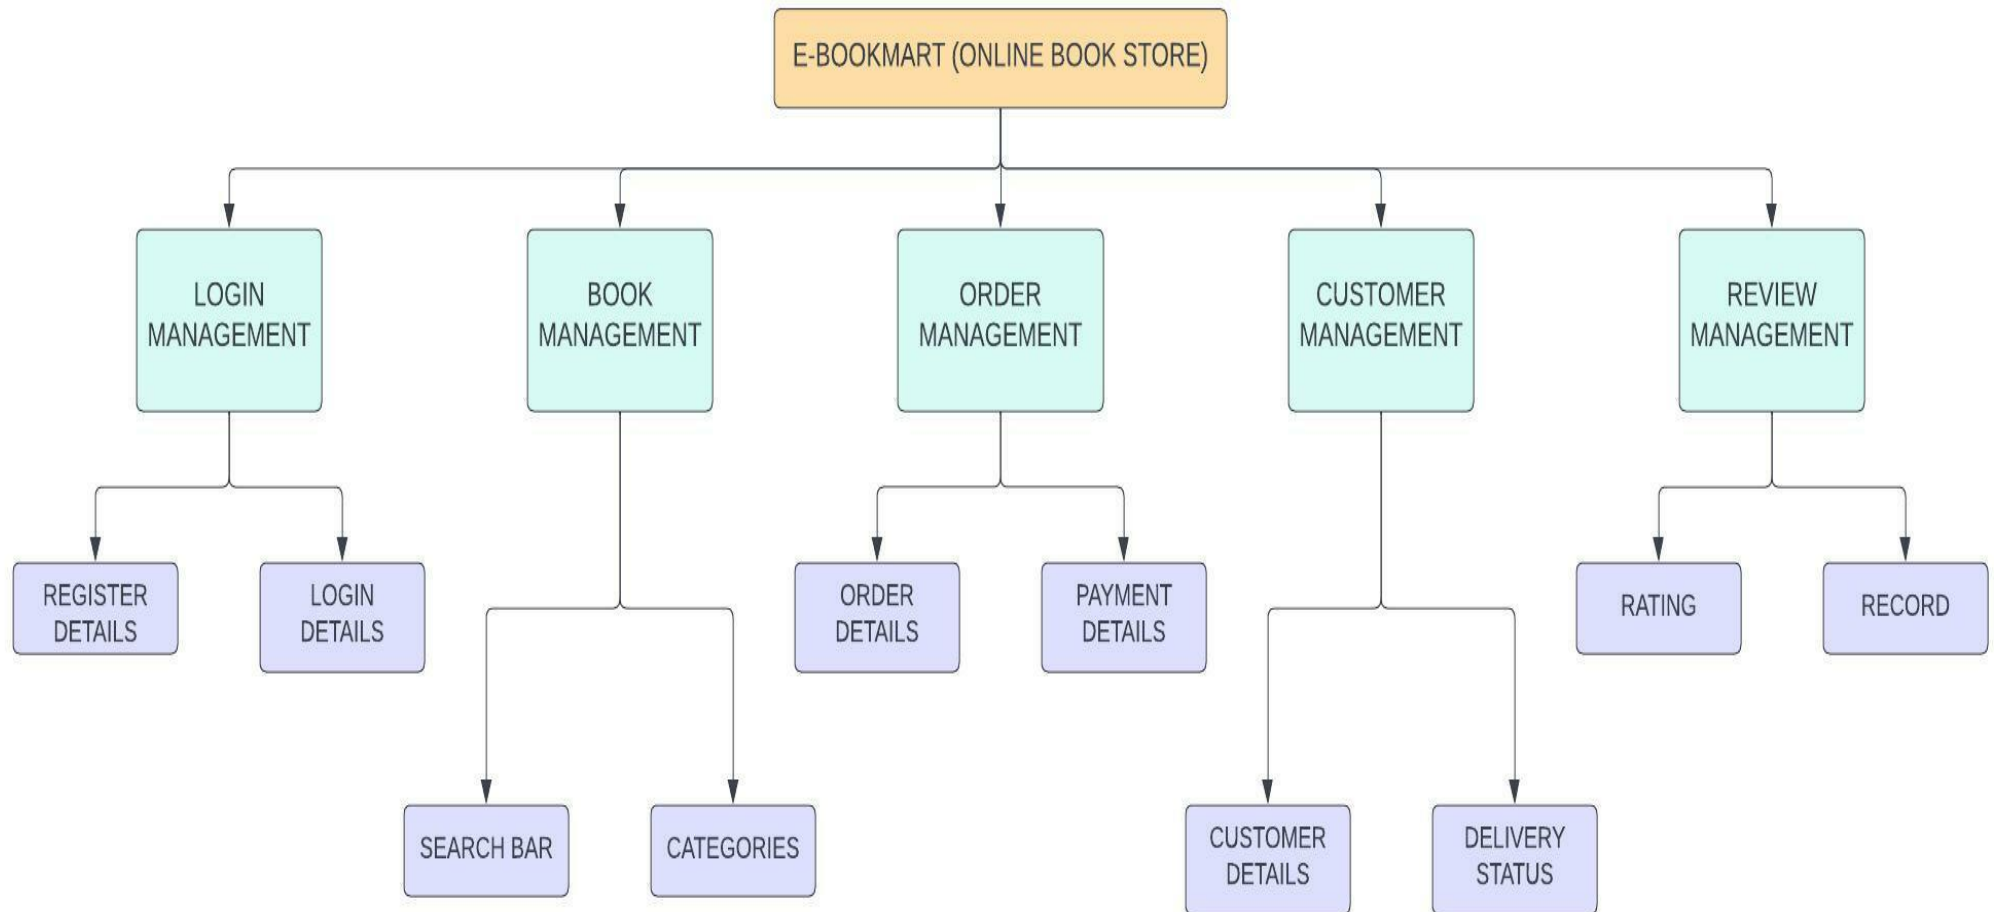 E-BOOKMART (ONLINE BOOK STORE)
LOGIN
MANAGEMENT
BOOK
MANAGEMENT
ORDER
MANAGEMENT
CUSTOMER
MANAGEMENT
REVIEW
MANAGEMENT
REGISTER
DETAILS
LOGIN
DETAILS
ORDER
DETAILS
PAYMENT
DETAILS
RATING
RECORD
SEARCH BAR
CATEGORIES
CUSTOMER
DETAILS
DELIVERY
STATUS